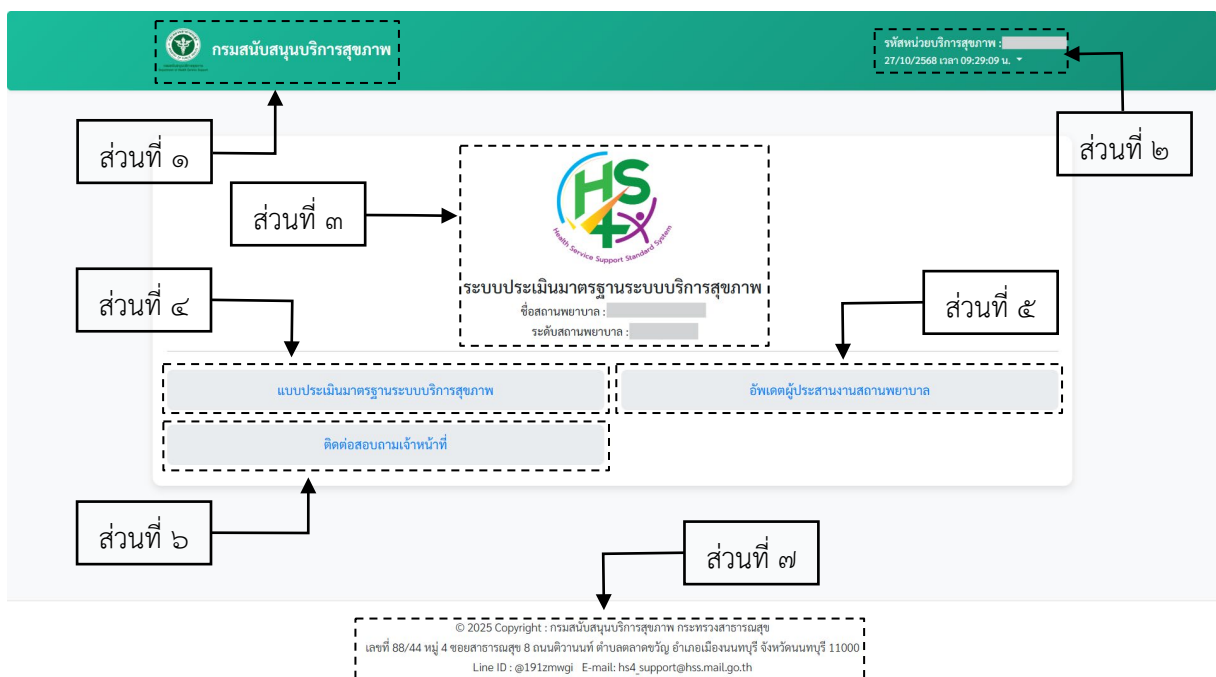 กรมสนับสนุนบริการสุขภาพ
รหัสหน่วยบริการสุขภาพ :
27/10/2568 เวลา 09:29:09 น.
ส่วนที่ ๑
ส่วนที่ ๒
ส่วนที่ ๓
HS4
Health Service Support Standard System
ระบบประเมินมาตรฐานระบบบริการสุขภาพ
ชื่อสถานพยาบาล :
ระดับสถานพยาบาล :
ส่วนที่ ๔
ส่วนที่ ๕
แบบประเมินมาตรฐานระบบบริการสุขภาพ
อัพเดตผู้ประสานงานสถานพยาบาล
ติดต่อสอบถามเจ้าหน้าที่
ส่วนที่ ๖
ส่วนที่ ๗
© 2025 Copyright : กรมสนับสนุนบริการสุขภาพ กระทรวงสาธารณสุข
เลขที่ 88/44 หมู่ 4 ซอยสาธารณสุข 8 ถนนติวานนท์ ตำบลตลาดขวัญ อำเภอเมืองนนทบุรี จังหวัดนนทบุรี 11000
Line ID : @191zmwgi E-mail: hs4_support@hss.mail.go.th